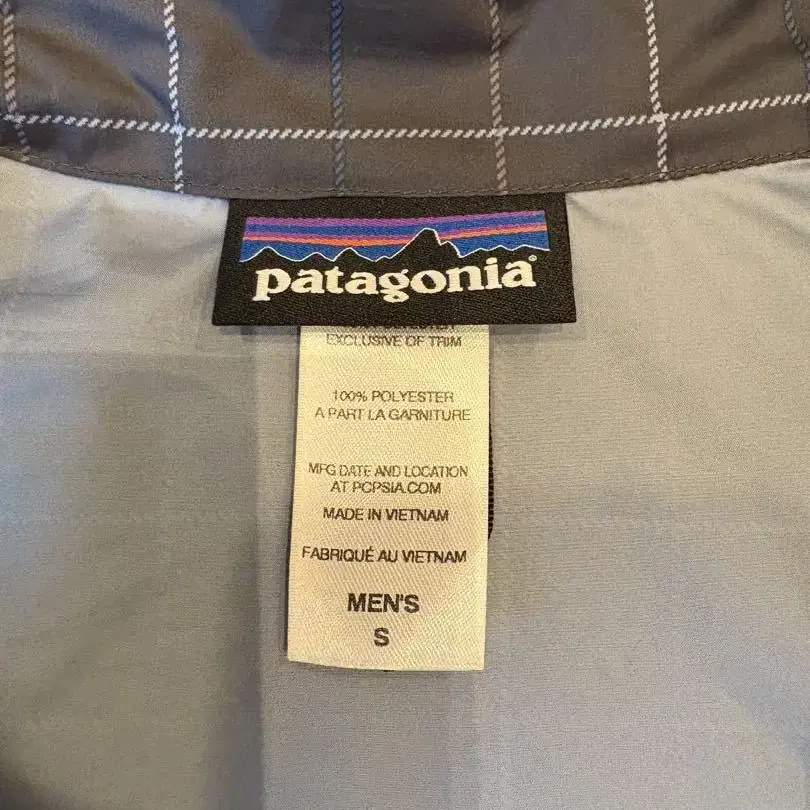 patagonia®
EXCLUSIVE OF TRIM
100% POLYESTER
A PART LA GARNITURE
MFG DATE AND LOCATION
AT PCPSIA.COM
MADE IN VIETNAM
FABRIQUÉ AU VIETNAM
MEN'S
S